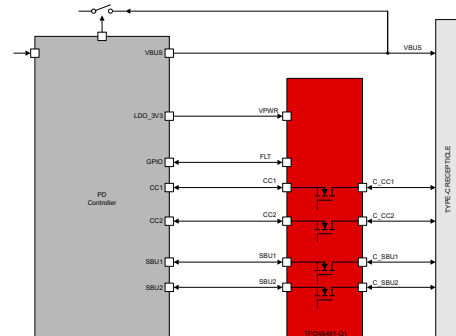 VBUS
VBUS
LDO_3V3
VPWR
GPIO
FLT
PD
Controller
CC1
CC1
C_CC1
CC2
CC2
C_CC2
SBU1
SBU1
C_SBU1
SBU2
SBU2
C_SBU2
TYPE-C RECEPTICLE